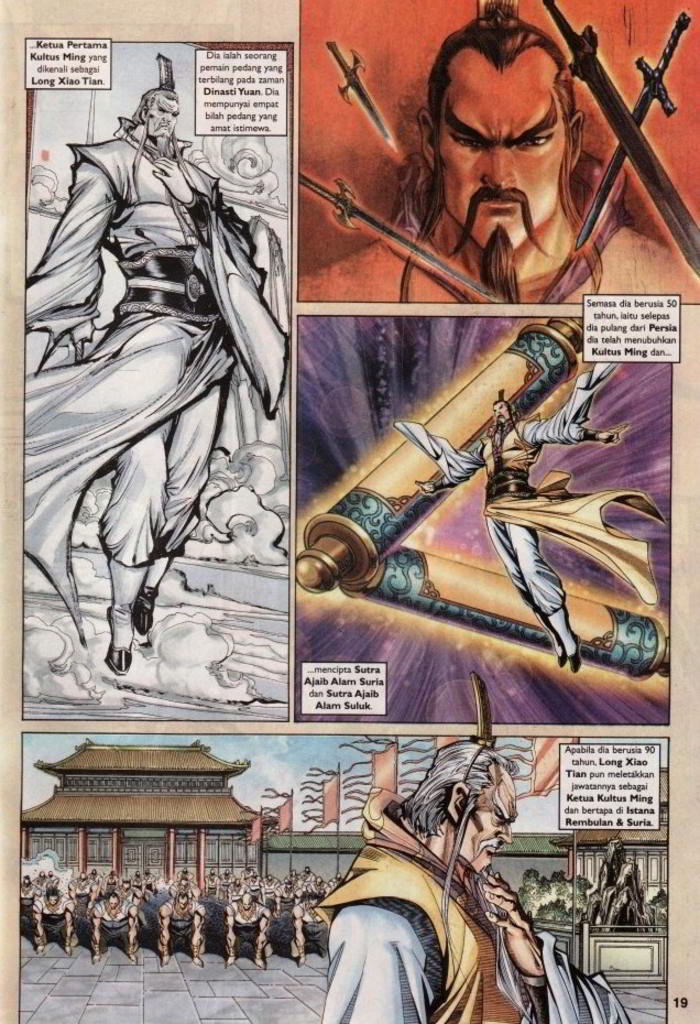 ...Ketua Pertama
Kultus Ming yang
dikenali sebagai
Long Xiao Tian.
Dia ialah seorang
pemain pedang yang
terbilang pada zaman
Dinasti Yuan. Dia
mempunyai empat
bilah pedang yang
amat istimewa.
Semasa dia berusia 50
tahun, iaitu selepas
dia pulang dari Persia
dia telah menubuhkan
Kultus Ming dan...
...mencipta Sutra
Ajaib Alam Suria
dan Sutra Ajaib
Alam Suluk.
Apabila dia berusia 90
tahun, Long Xiao
Tian pun meletakkan
jawatannya sebagai
Ketua Kultus Ming
dan bertapa di Istana
Rembulan & Suria.
19